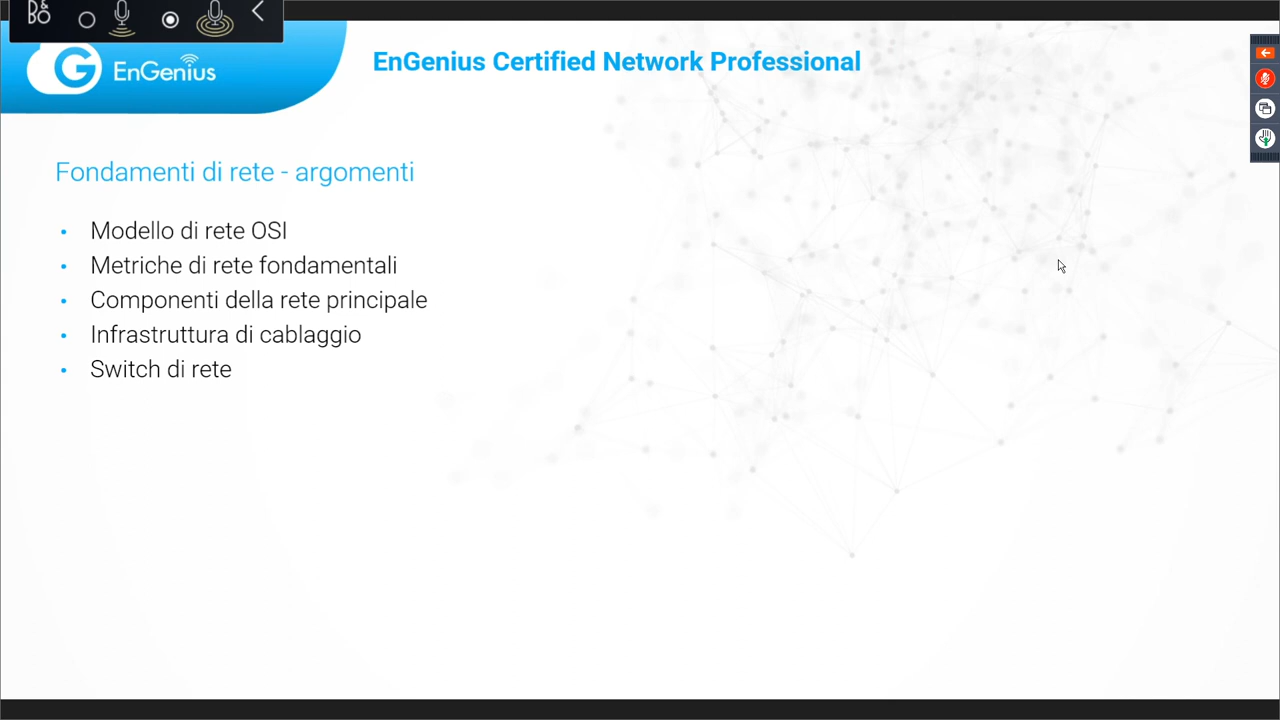 B&O
EnGenius
EnGenius Certified Network Professional
Fondamenti di rete - argomenti
• Modello di rete OSI
• Metriche di rete fondamentali
• Componenti della rete principale
• Infrastruttura di cablaggio
• Switch di rete